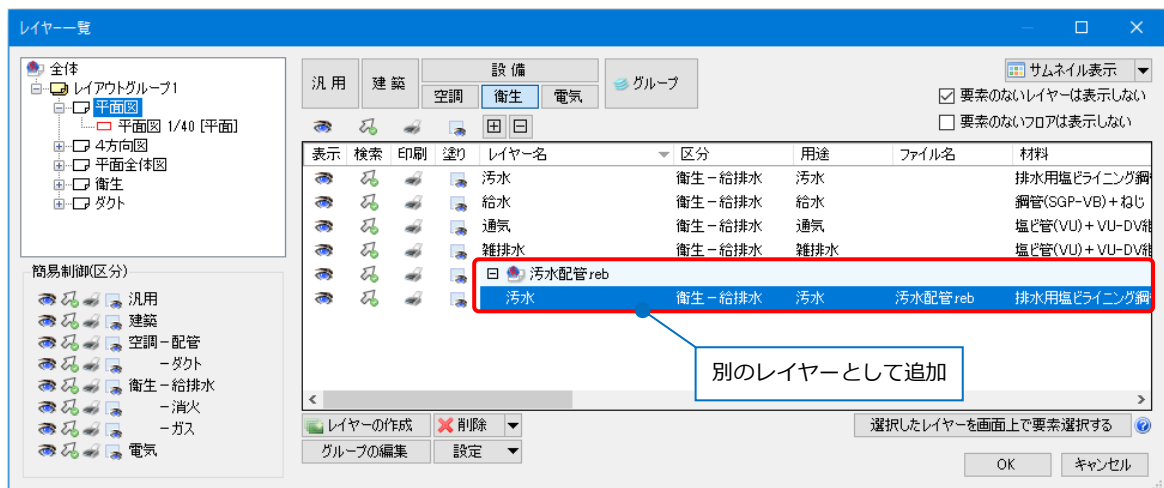 レイヤー一覧
全体
レイアウトグループ1
平面図
平面図 1/40 [平面]
4方向図
平面全体図
衛生
ダクト
簡易制御(区分)
汎用
建築
空調－配管
－ダクト
衛生－給排水
－消火
－ガス
電気
汎用 建築 設備 グループ
空調 衛生 電気
サムネイル表示
要素のないレイヤーは表示しない
要素のないフロアは表示しない
表示 検索 印刷 塗り レイヤー名 区分 用途 ファイル名 材料
汚水 衛生－給排水 汚水 排水用塩ビライニング鋼
給水 衛生－給排水 給水 鋼管(SGP-VB)+ねじ
通気 衛生－給排水 通気 塩ビ管(VU)+VU-DV継
雑排水 衛生－給排水 雑排水 塩ビ管(VU)+VU-DV継
汚水配管reb
汚水 衛生－給排水 汚水 汚水配管reb 排水用塩ビライニング鋼
別のレイヤーとして追加
レイヤーの作成 削除 選択したレイヤーを画面上で要素選択する
グループの編集 設定
OK キャンセル